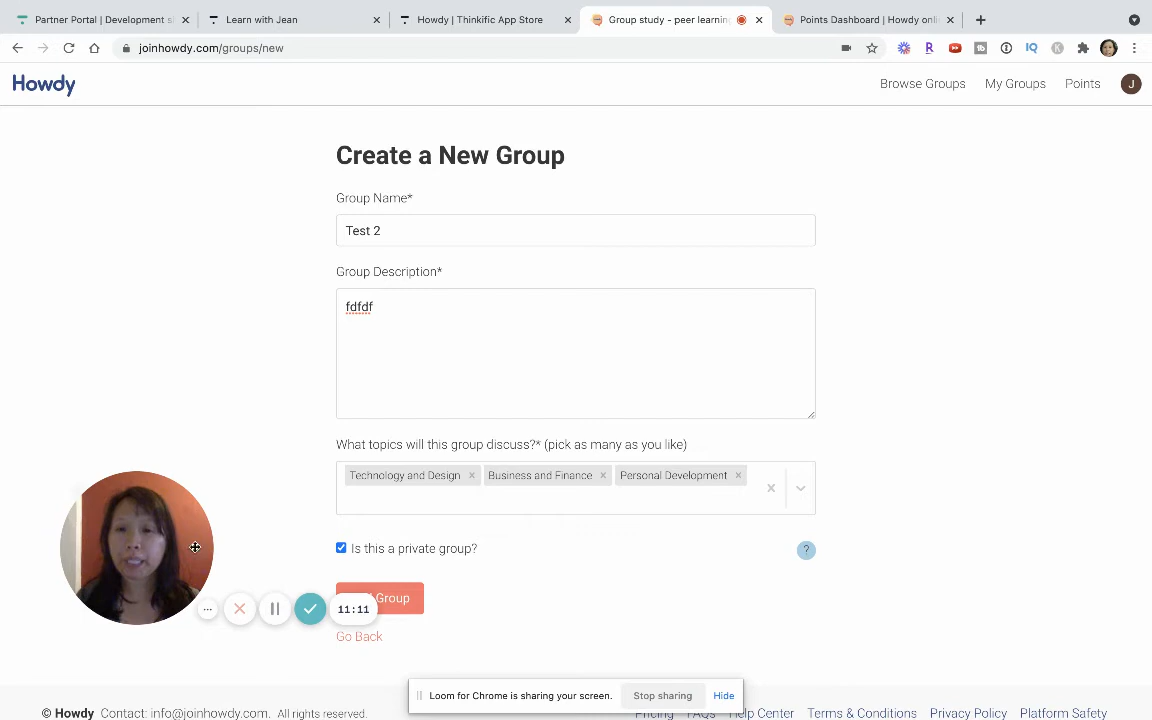 Partner Portal | Development si
Learn with Jean
Howdy | Thinkific App Store
Group study - peer learning
Points Dashboard | Howdy onli
joinhowdy.com/groups/new
Howdy
Browse Groups
My Groups
Points
J
Create a New Group
Group Name*
Test 2
Group Description*
fdfdf
What topics will this group discuss?* (pick as many as you like)
Technology and Design
Business and Finance
Personal Development
Is this a private group?
?
Group
11:11
Go Back
Loom for Chrome is sharing your screen.
Stop sharing
Hide
© Howdy Contact: info@joinhowdy.com. All rights reserved.
Pricing FAQs Help Center Terms & Conditions Privacy Policy Platform Safety